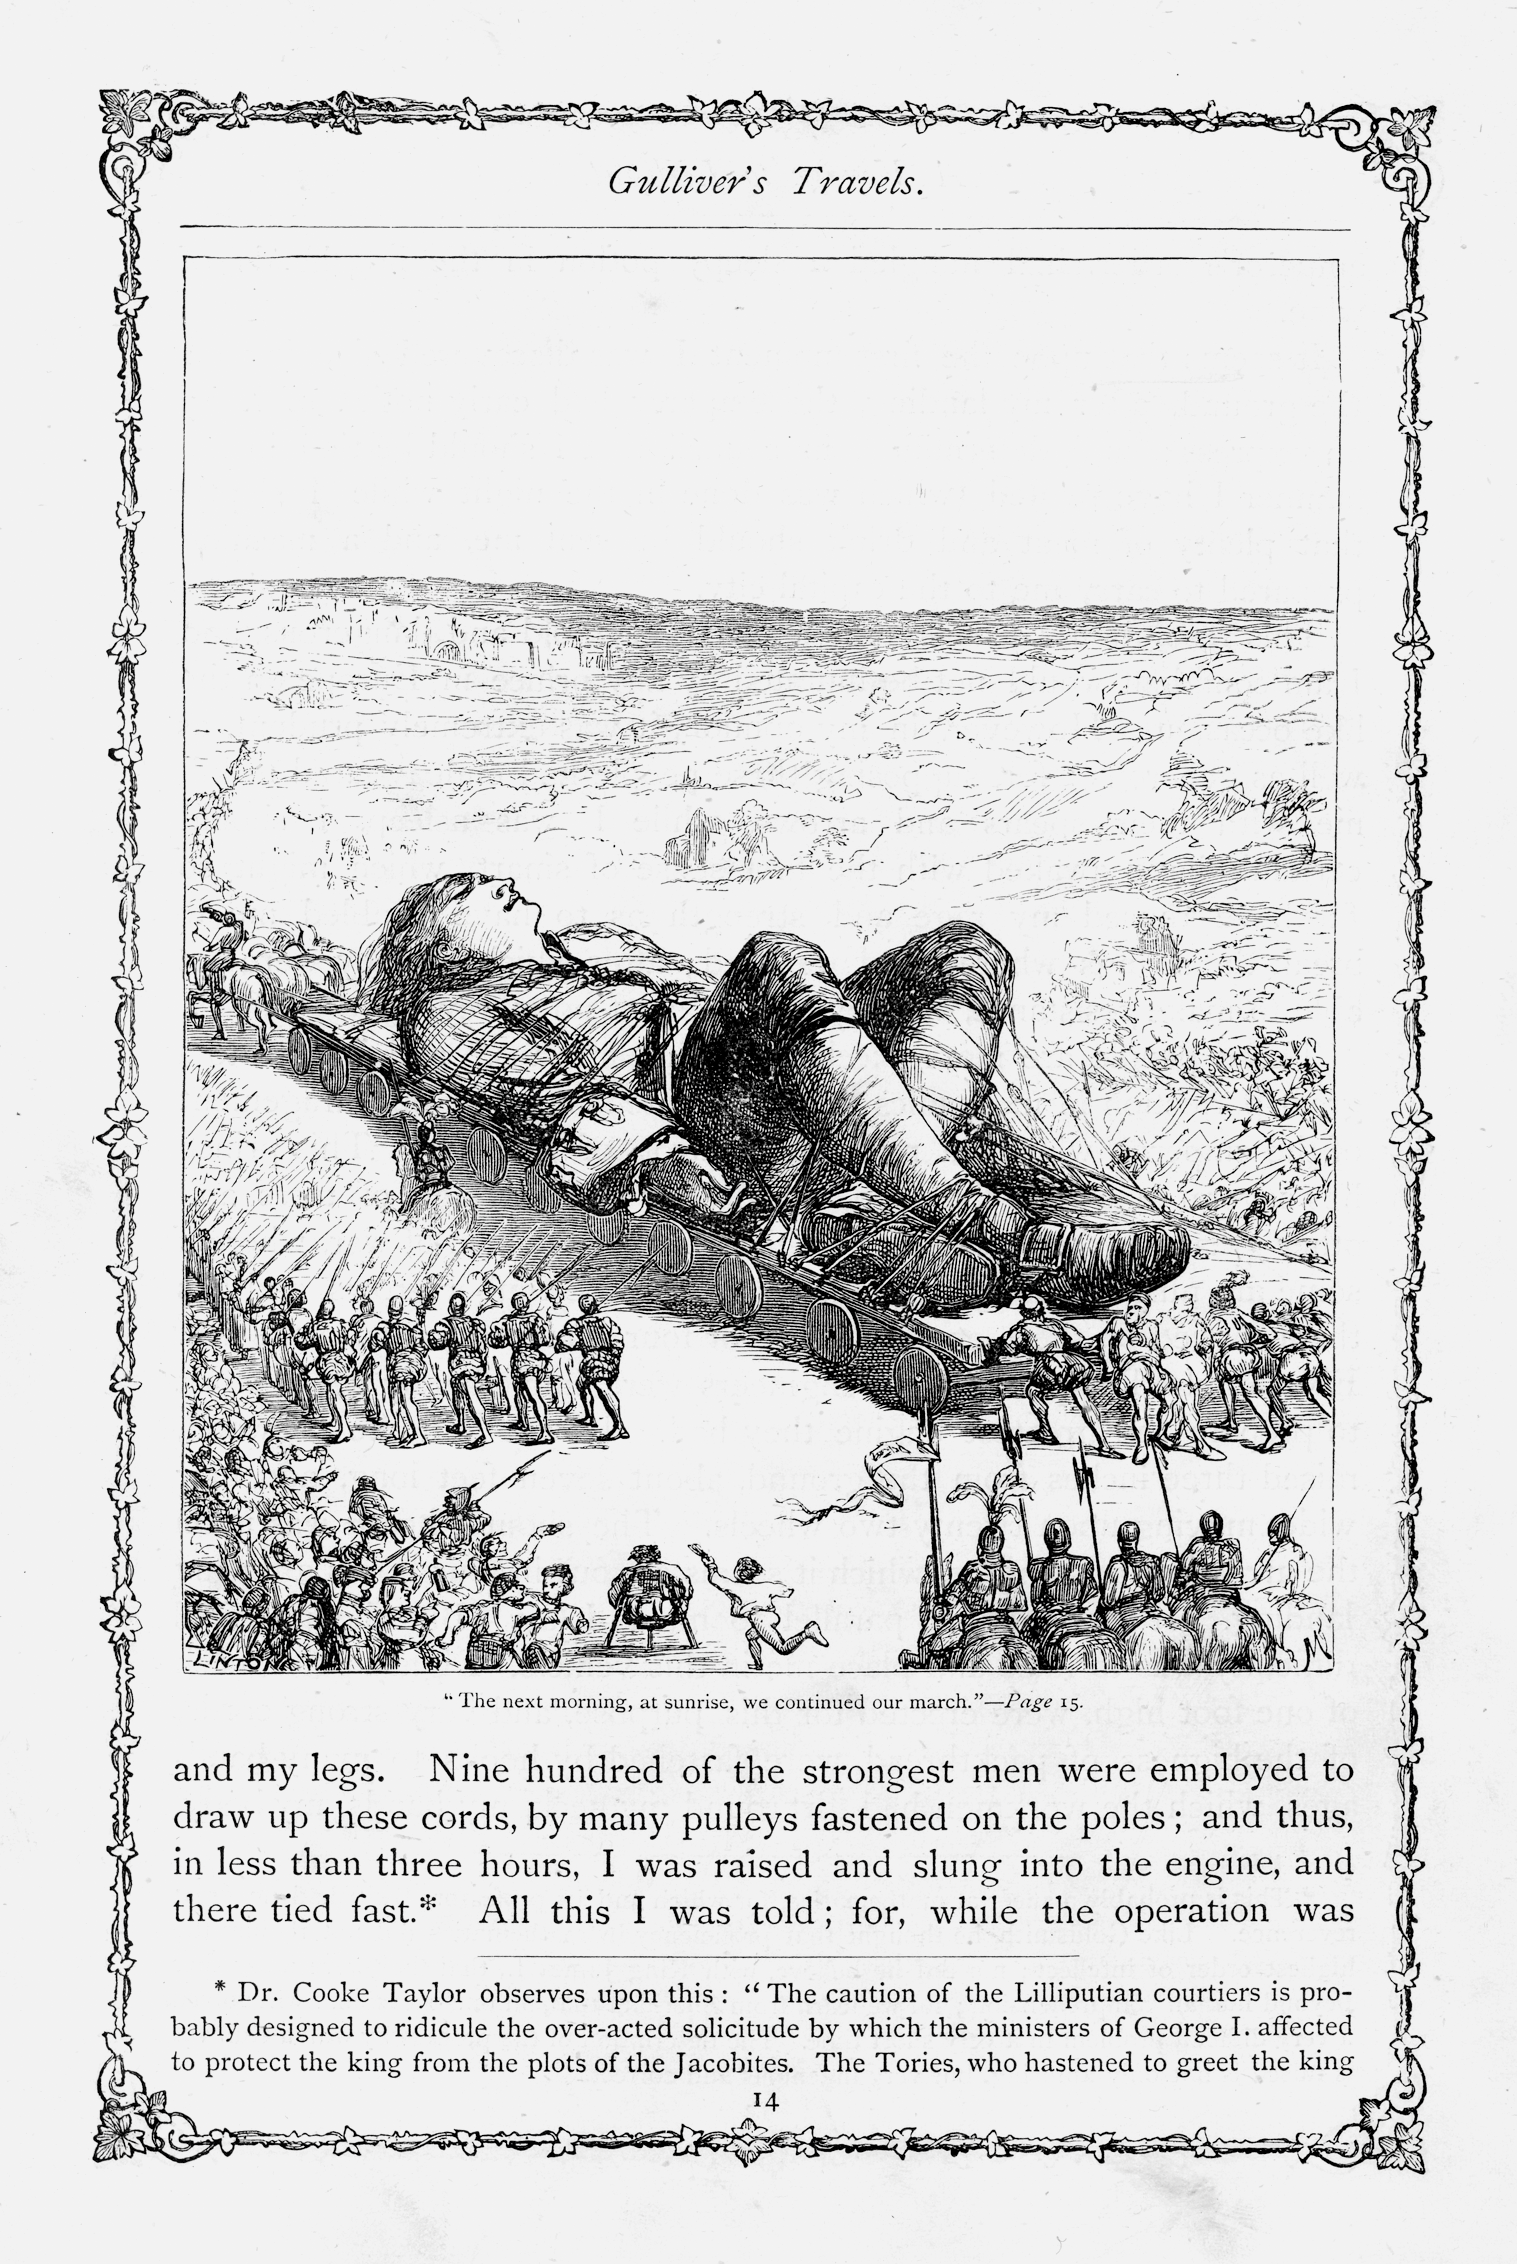 Gulliver's Travels.
LINTON
“The next morning, at sunrise, we continued our march.”—Page 15.
and my legs. Nine hundred of the strongest men were employed to
draw up these cords, by many pulleys fastened on the poles; and thus,
in less than three hours, I was raised and slung into the engine, and
there tied fast.* All this I was told; for, while the operation was
* Dr. Cooke Taylor observes upon this: “The caution of the Lilliputian courtiers is pro-
bably designed to ridicule the over-acted solicitude by which the ministers of George I. affected
to protect the king from the plots of the Jacobites. The Tories, who hastened to greet the king
14